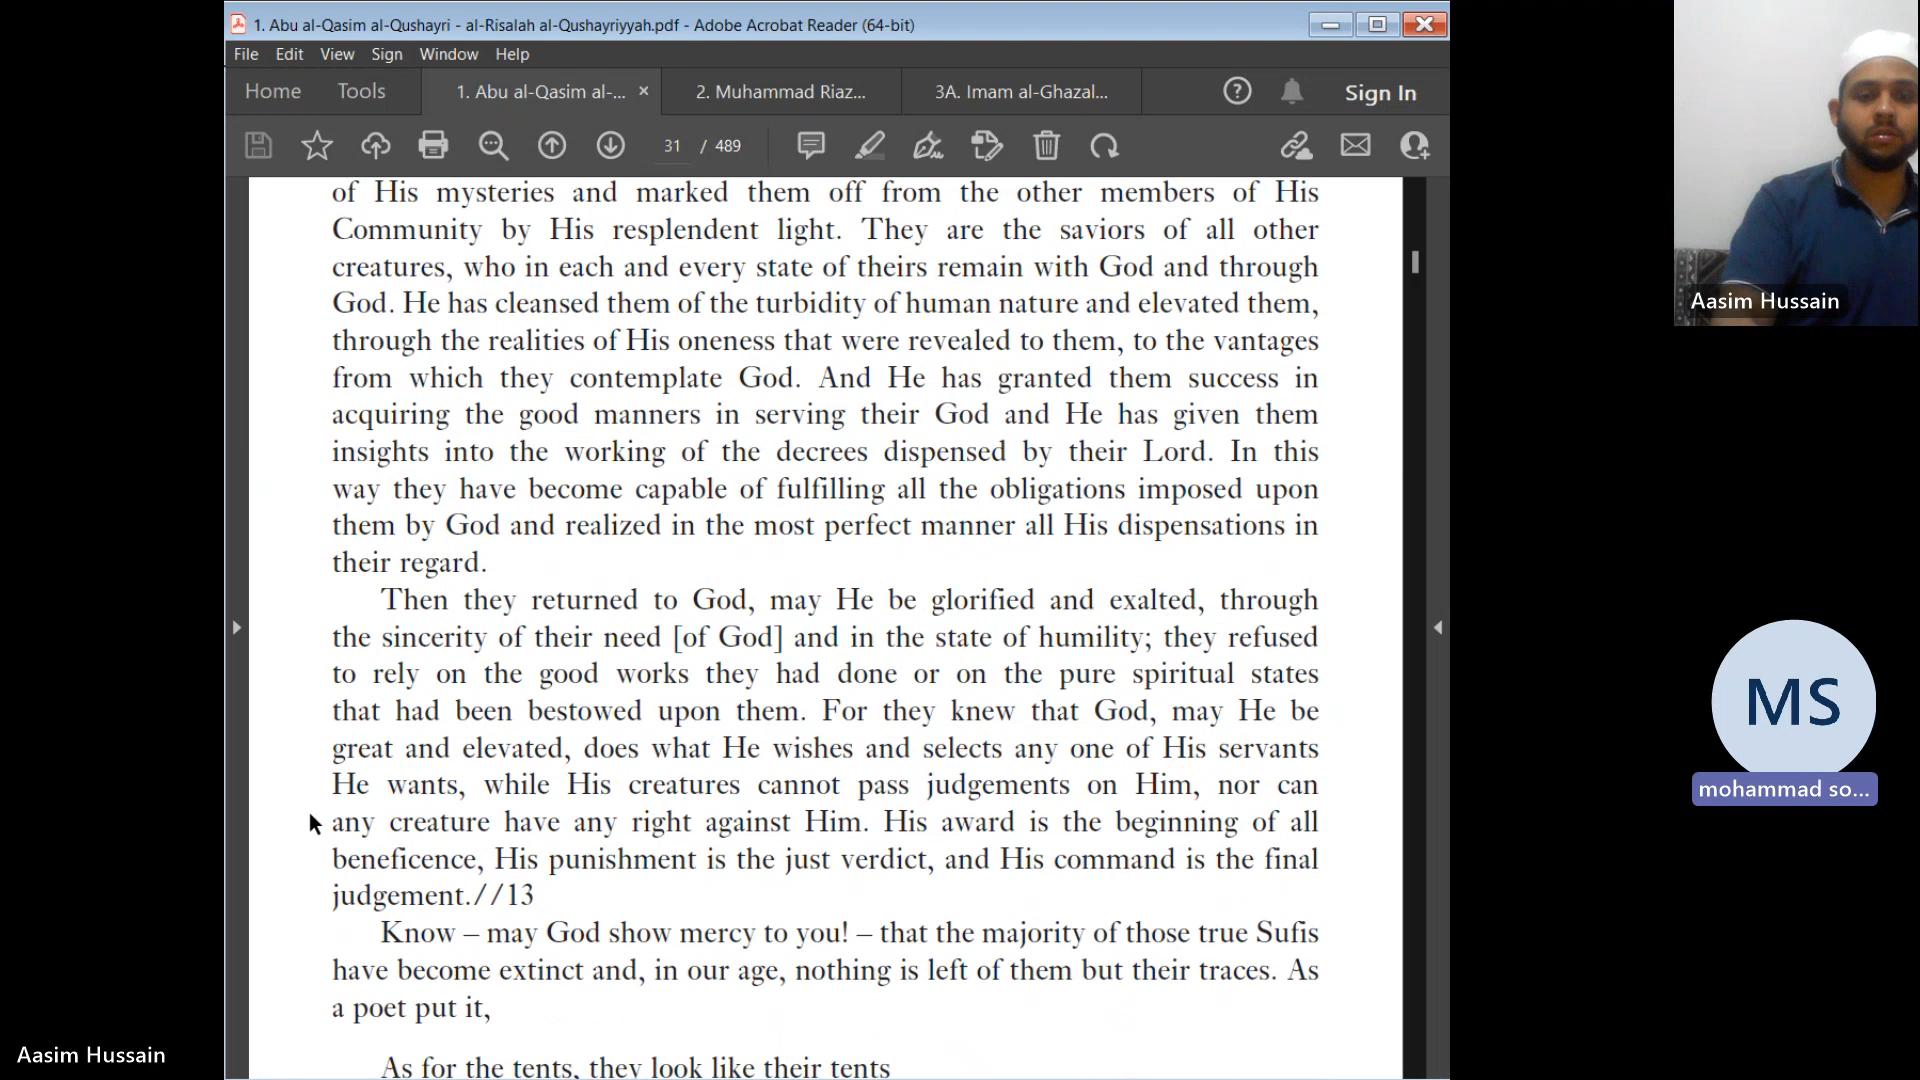 1. Abu al-Qasim al-Qushayri - al-Risalah al-Qushayriyyah.pdf - Adobe Acrobat Reader (64-bit)
File Edit View Sign Window Help
Home Tools 1. Abu al-Qasim al-... × 2. Muhammad Riaz... 3A. Imam al-Ghazal... Sign In
31 / 489
of His mysteries and marked them off from the other members of His
Community by His resplendent light. They are the saviors of all other
creatures, who in each and every state of theirs remain with God and through
God. He has cleansed them of the turbidity of human nature and elevated them,
through the realities of His oneness that were revealed to them, to the vantages
from which they contemplate God. And He has granted them success in
acquiring the good manners in serving their God and He has given them
insights into the working of the decrees dispensed by their Lord. In this
way they have become capable of fulfilling all the obligations imposed upon
them by God and realized in the most perfect manner all His dispensations in
their regard.
Then they returned to God, may He be glorified and exalted, through
the sincerity of their need [of God] and in the state of humility; they refused
to rely on the good works they had done or on the pure spiritual states
that had been bestowed upon them. For they knew that God, may He be
great and elevated, does what He wishes and selects any one of His servants
He wants, while His creatures cannot pass judgements on Him, nor can
any creature have any right against Him. His award is the beginning of all
beneficence, His punishment is the just verdict, and His command is the final
judgement.//13
Know – may God show mercy to you! – that the majority of those true Sufis
have become extinct and, in our age, nothing is left of them but their traces. As
a poet put it,
As for the tents, they look like their tents
Aasim Hussain
MS
mohammad so...
Aasim Hussain